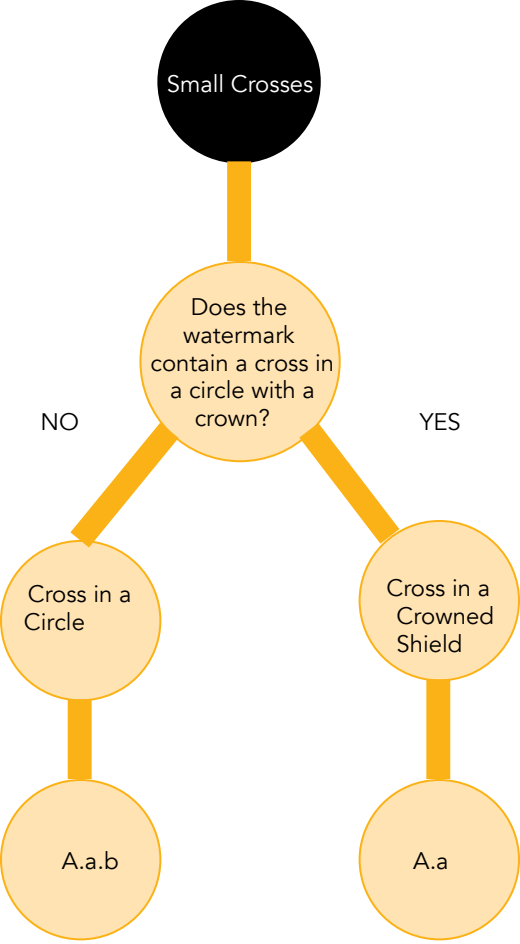 Small Crosses
Does the
watermark
contain a cross in
a circle with a
crown?
NO
YES
Cross in a
Circle
Cross in a
Crowned
Shield
A.a.b
A.a